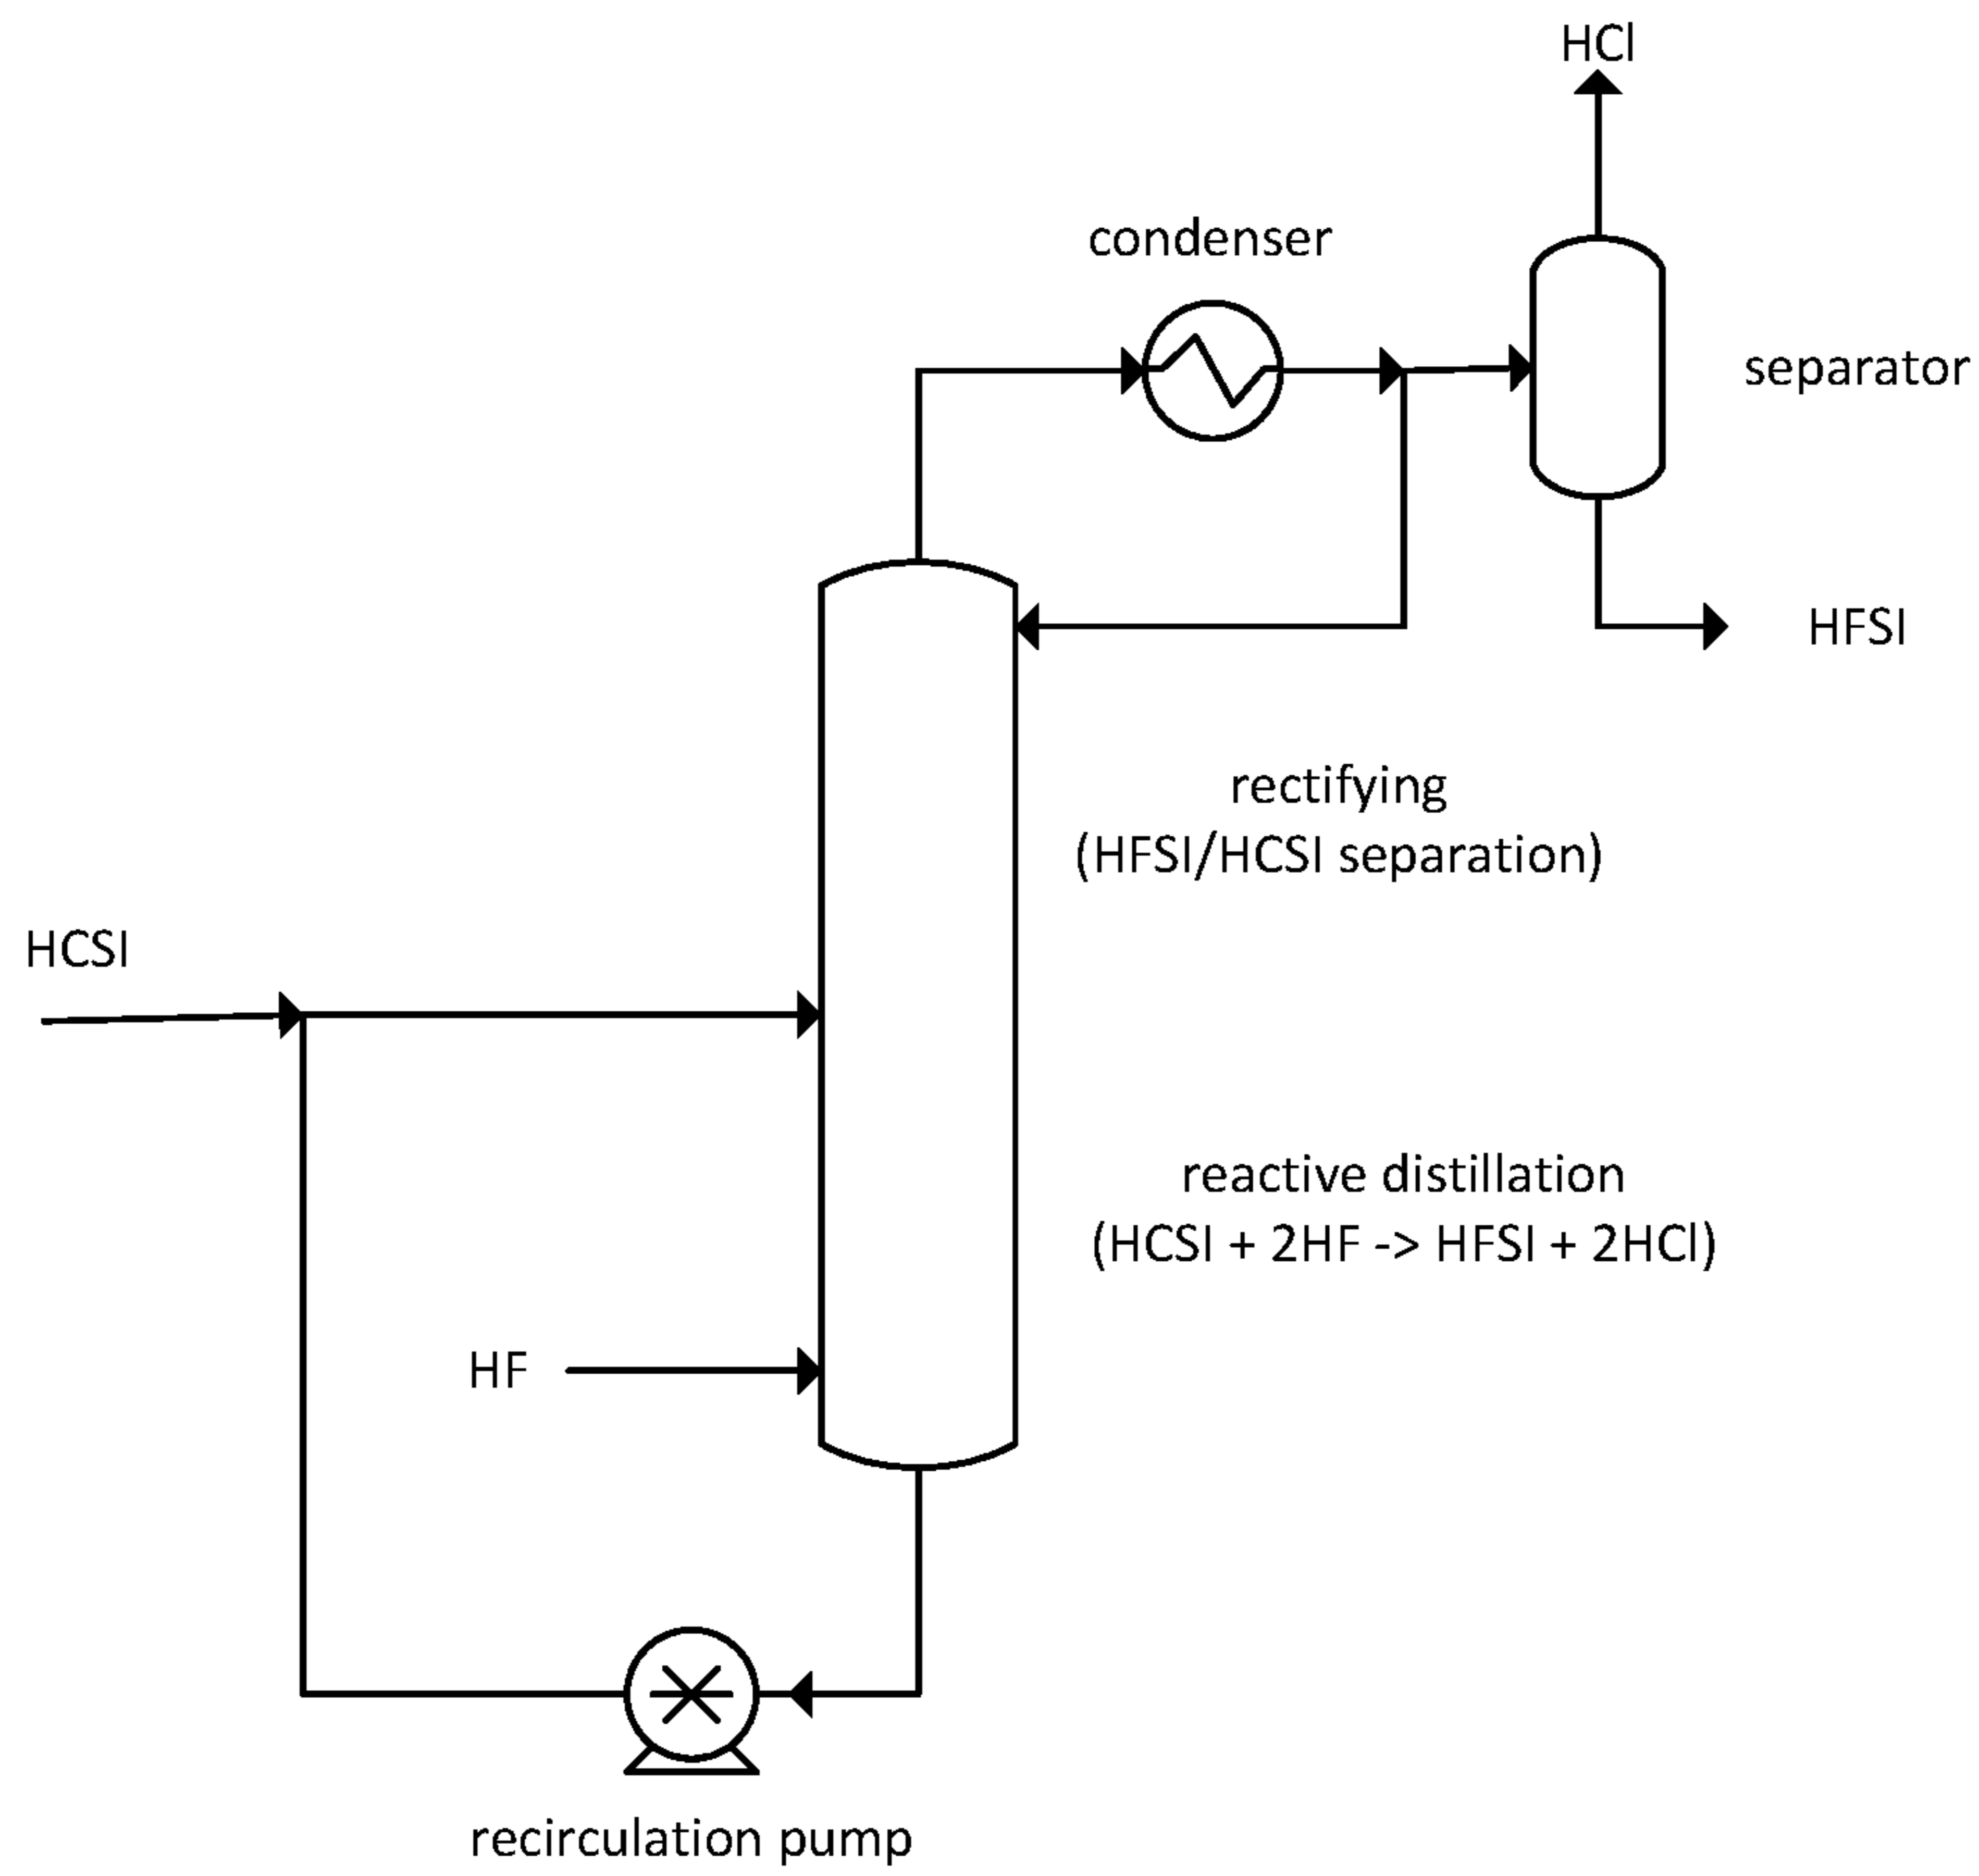 HCl
condenser
separator
HFSI
rectifying
(HFSI/HCSI separation)
HCSI
reactive distillation
(HCSI + 2HF -> HFSI + 2HCl)
HF
recirculation pump